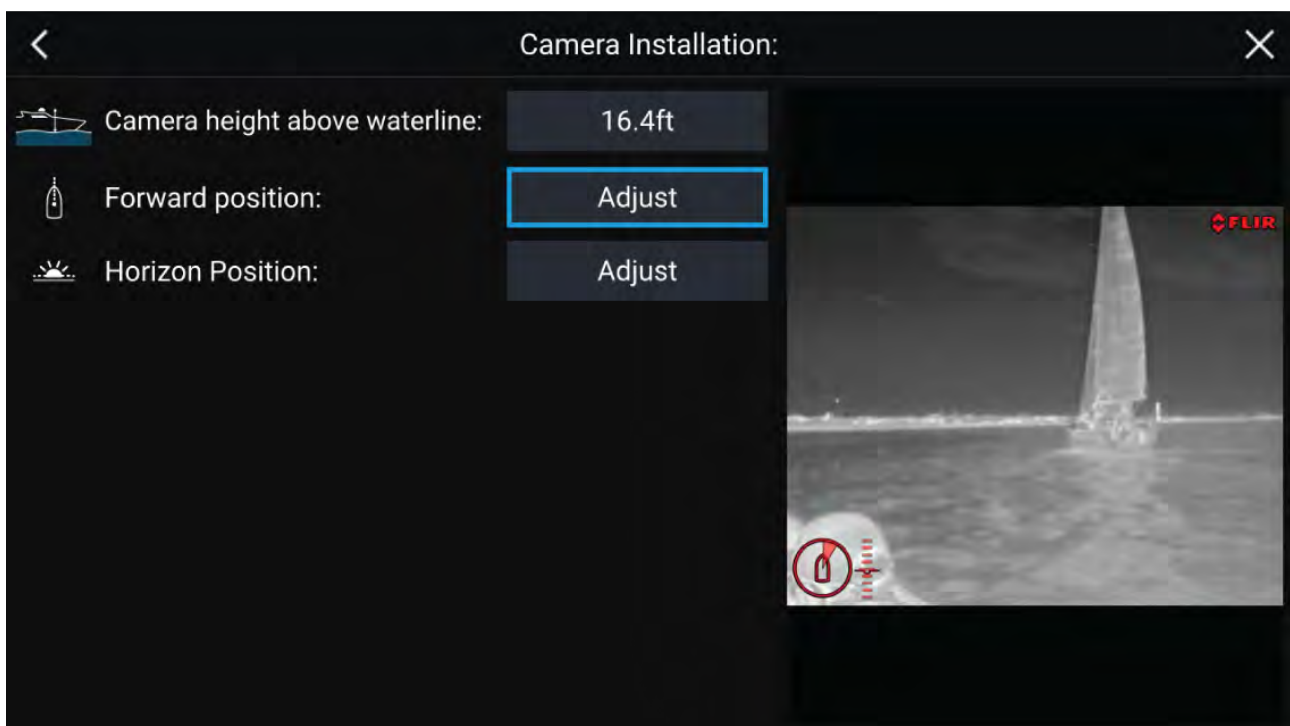 Camera Installation:
Camera height above waterline:
16.4ft
Forward position:
Adjust
Horizon Position:
Adjust
FLIR